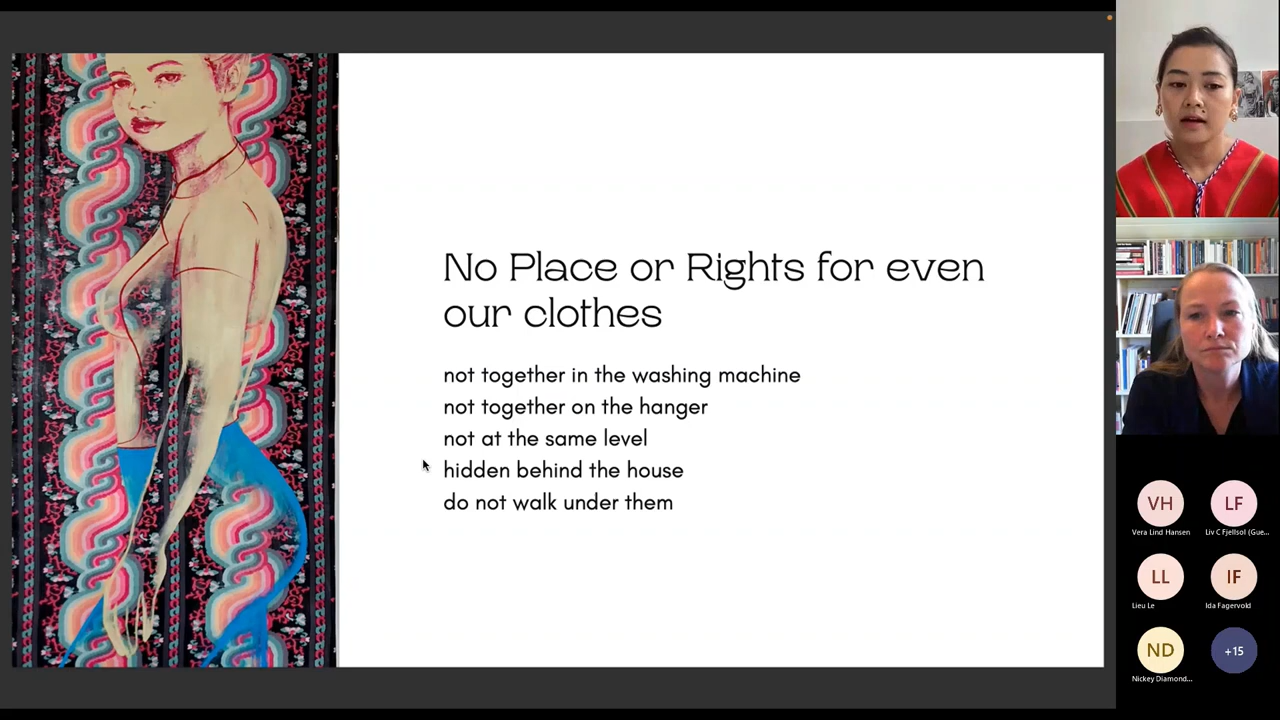 No Place or Rights for even
our clothes
not together in the washing machine
not together on the hanger
not at the same level
hidden behind the house
do not walk under them
VH
LF
Vera Lind Hansen
Liv C Fjellsol (Gue...
LL
IF
Lieu Le
Ida Fagervold
ND
+15
Nickey Diamond...